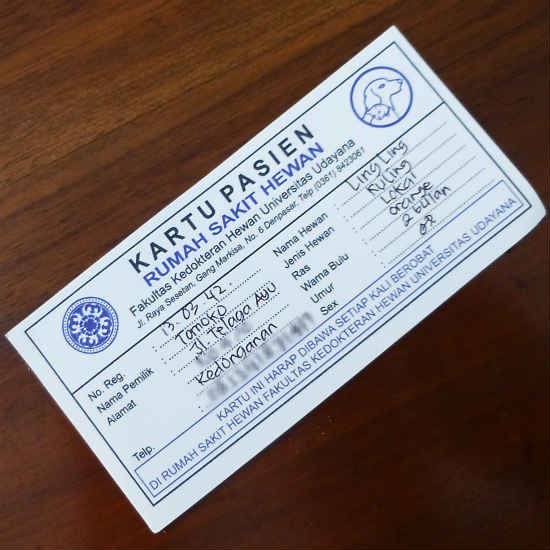 KARTU PASIEN
RUMAH SAKIT HEWAN
Fakultas Kedokteran Hewan Universitas Udayana
Jl. Raya Sesetan, Gang Markisa, No. 6 Denpasar, Telp (0361) 8423061
No. Reg. : 13. 02. 42.
Nama Pemilik : Tomoko
Alamat : Jl Telaga Ayu
Kedonganan
Telp. :
Nama Hewan : Ling Ling
Jenis Hewan : Kucing
Ras : Lokal
Warna Bulu : orange
Umur : 2 bulan
Sex :
KARTU INI HARAP DIBAWA SETIAP KALI BEROBAT
DI RUMAH SAKIT HEWAN FAKULTAS KEDOKTERAN HEWAN UNIVERSITAS UDAYANA